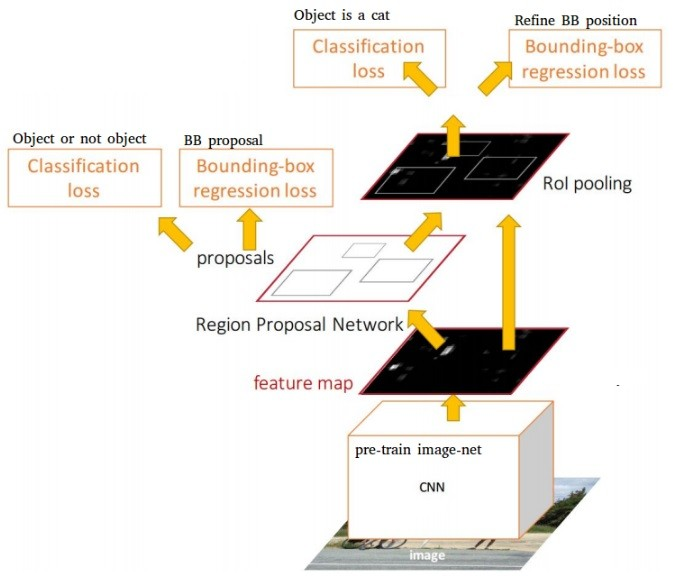 Object is a cat
Classification
loss
Refine BB position
Bounding-box
regression loss
Object or not object
Classification
loss
BB proposal
Bounding-box
regression loss
RoI pooling
proposals
Region Proposal Network
feature map
pre-train image-net
CNN
image